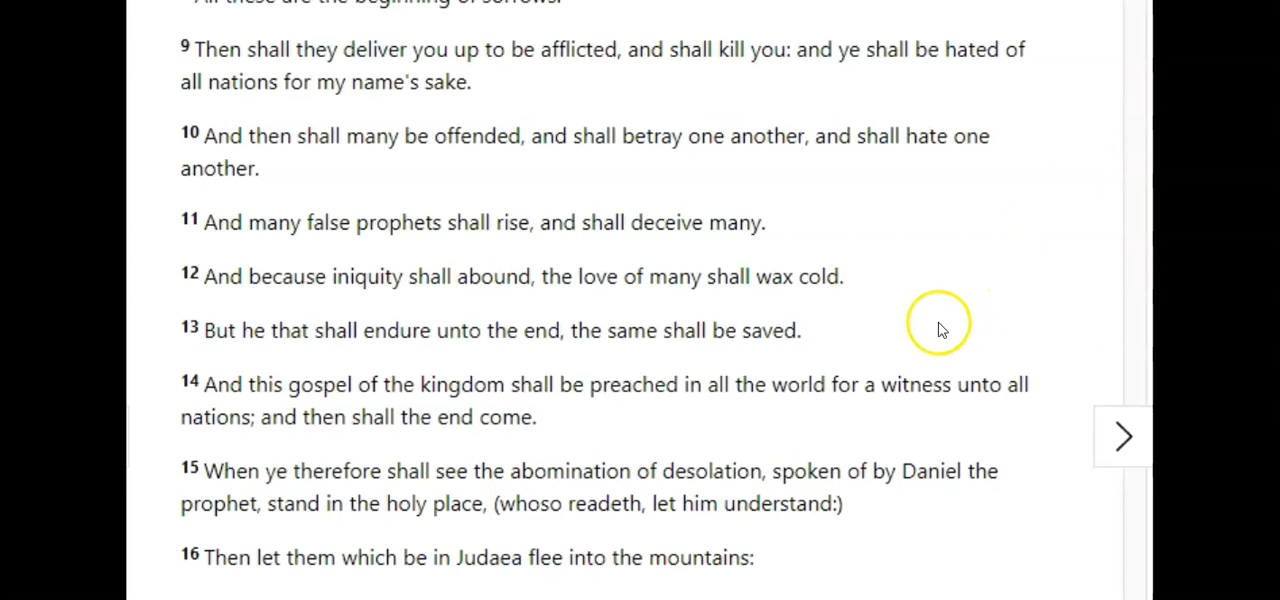 All these are the beginning of sorrows.
9 Then shall they deliver you up to be afflicted, and shall kill you: and ye shall be hated of
all nations for my name's sake.
10 And then shall many be offended, and shall betray one another, and shall hate one
another.
11 And many false prophets shall rise, and shall deceive many.
12 And because iniquity shall abound, the love of many shall wax cold.
13 But he that shall endure unto the end, the same shall be saved.
14 And this gospel of the kingdom shall be preached in all the world for a witness unto all
nations; and then shall the end come.
15 When ye therefore shall see the abomination of desolation, spoken of by Daniel the
prophet, stand in the holy place, (whoso readeth, let him understand:)
16 Then let them which be in Judaea flee into the mountains: